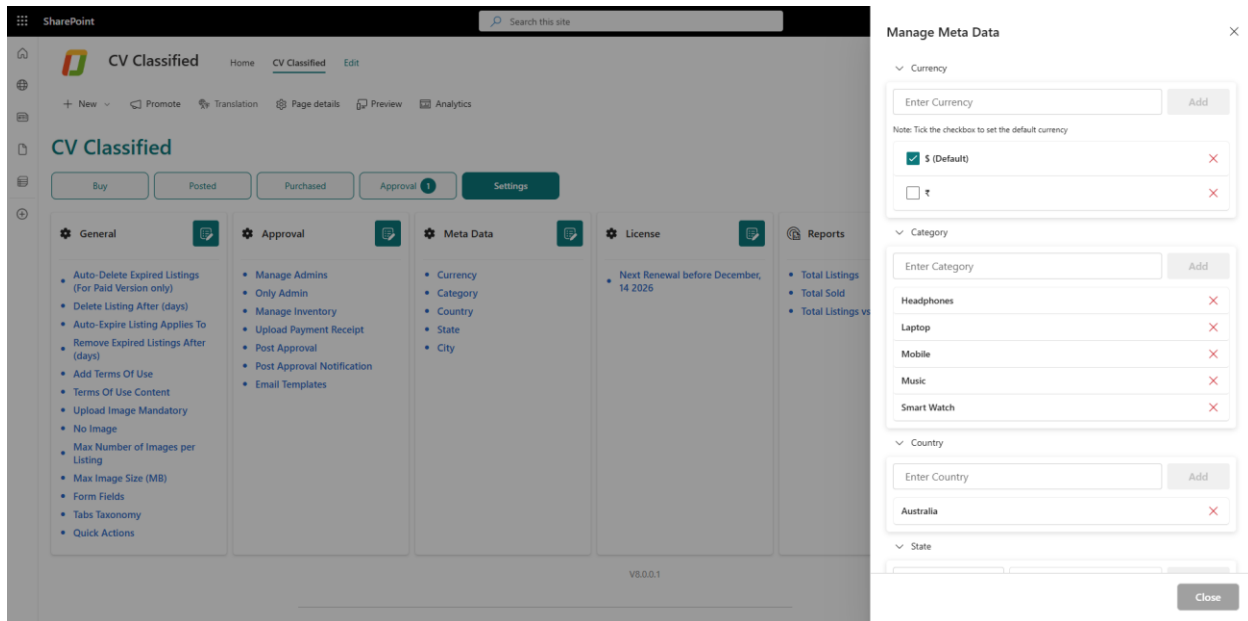 SharePoint
Search this site
CV Classified
Home
CV Classified
Edit
New
Promote
Translation
Page details
Preview
Analytics
CV Classified
Buy
Posted
Purchased
Approval 1
Settings
General
Auto-Delete Expired Listings
(For Paid Version only)
Delete Listing After (days)
Auto-Expire Listing Applies To
Remove Expired Listings After
(days)
Add Terms Of Use
Terms Of Use Content
Upload Image Mandatory
No Image
Max Number of Images per
Listing
Max Image Size (MB)
Form Fields
Tabs Taxonomy
Quick Actions
Approval
Manage Admins
Only Admin
Manage Inventory
Upload Payment Receipt
Post Approval
Post Approval Notification
Email Templates
Meta Data
Currency
Category
Country
State
City
License
Next Renewal before December,
14 2026
Reports
Total Listings
Total Sold
Total Listings vs
V8.0.0.1
Manage Meta Data
Currency
Enter Currency
Add
Note: Tick the checkbox to set the default currency
$ (Default)
₹
Category
Enter Category
Add
Headphones
Laptop
Mobile
Music
Smart Watch
Country
Enter Country
Add
Australia
State
Close